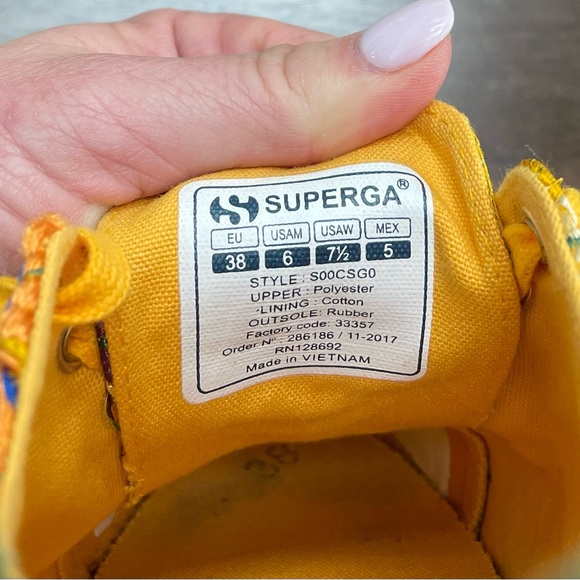 SUPERGA®
EU USAM USAW MEX
38 6 7½ 5
STYLE : S00CSG0
UPPER : Polyester
LINING : Cotton
OUTSOLE: Rubber
Factory code: 33357
Order N° : 286186 / 11-2017
RN128692
Made in VIETNAM
38